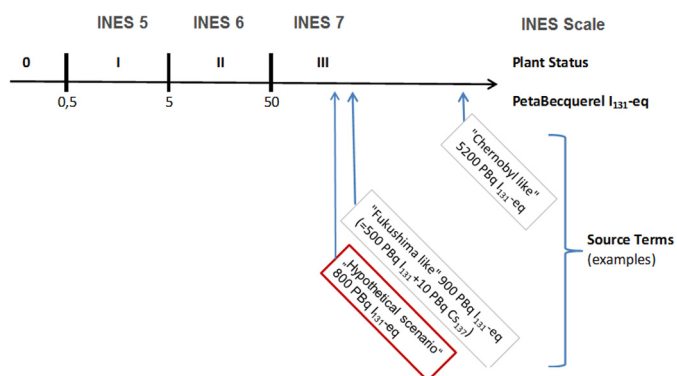 INES 5 INES 6 INES 7 INES Scale
0 I II III Plant Status
0,5 5 50 PetaBecquerel I131-eq
"Chernobyl like"
5200 PBq I131-eq
"Fukushima like" 900 PBq I131-eq
(=500 PBq I131+10 PBq Cs137)
„Hypothetical scenario“
800 PBq I131-eq
Source Terms
(examples)